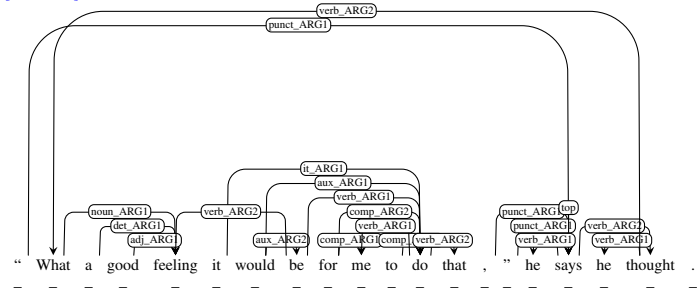 verb_ARG2
punct_ARG1
it_ARG1
aux_ARG1
verb_ARG1
noun_ARG1 verb_ARG2 comp_ARG2 punct_ARG1 top
det_ARG1 verb_ARG1 punct_ARG1 verb_ARG2
adj_ARG1 aux_ARG2 comp_ARG1 comp_ verb_ARG2 verb_ARG1 verb_ARG1
“ What a good feeling it would be for me to do that , ” he says he thought .
_ _ _ _ _ _ _ _ _ _ _ _ _ _ _ _ _ _ _ _